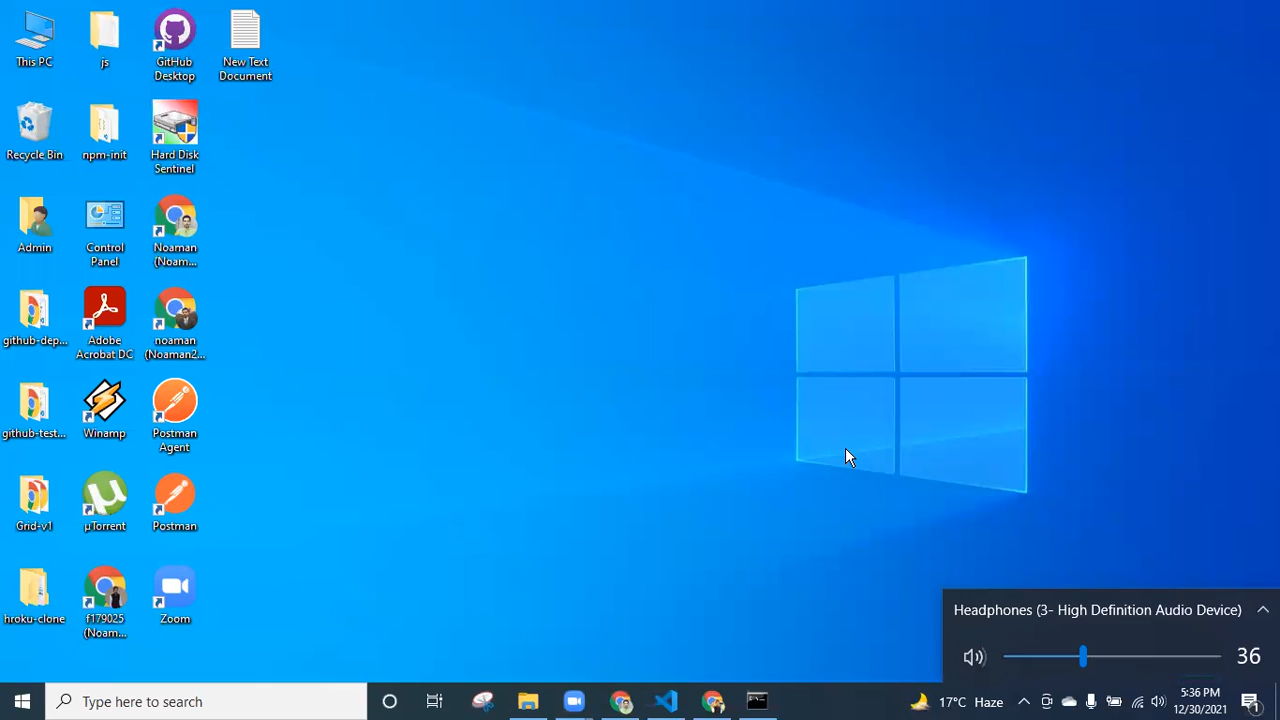 This PC
js
GitHub
Desktop
New Text
Document
Recycle Bin
npm-init
Hard Disk
Sentinel
Admin
Control
Panel
Noaman
(Noam...
github-dep...
Adobe
Acrobat DC
noaman
(Noaman2...
github-test...
Winamp
Postman
Agent
Grid-v1
µTorrent
Postman
hroku-clone
f179025
(Noam...
Zoom
Headphones (3- High Definition Audio Device)
36
Type here to search
17°C Haze
5:36 PM
12/30/2021
1